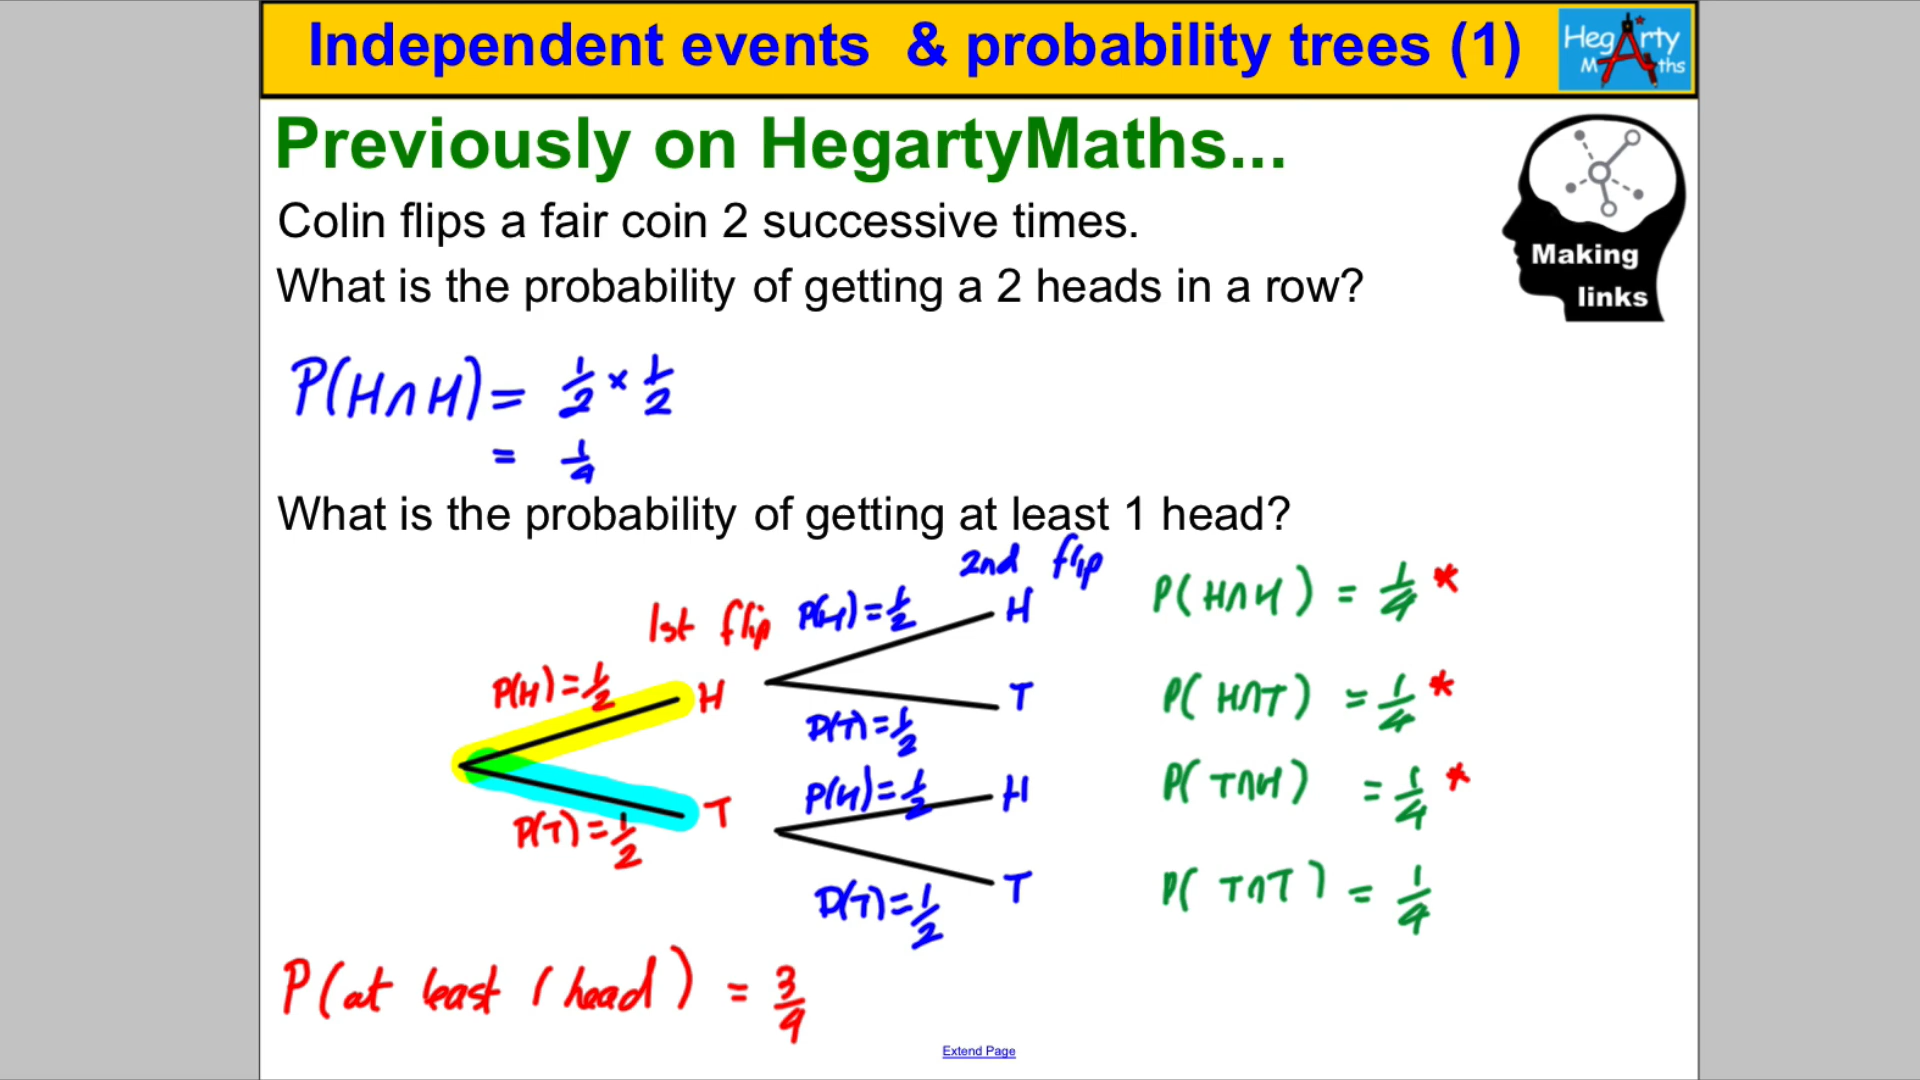 Independent events & probability trees (1)
HegArty
Maths
Previously on HegartyMaths...
Colin flips a fair coin 2 successive times.
What is the probability of getting a 2 heads in a row?
Making
links
P(H∩H) = 1/2 × 1/2
= 1/4
What is the probability of getting at least 1 head?
1st flip
2nd flip
P(H) = 1/2 H
P(T) = 1/2 T
P(H) = 1/2 H
P(T) = 1/2 T
P(H) = 1/2 H
P(T) = 1/2 T
P(H∩H) = 1/4 *
P(H∩T) = 1/4 *
P(T∩H) = 1/4 *
P(T∩T) = 1/4
P(at least 1 head) = 3/4
Extend Page